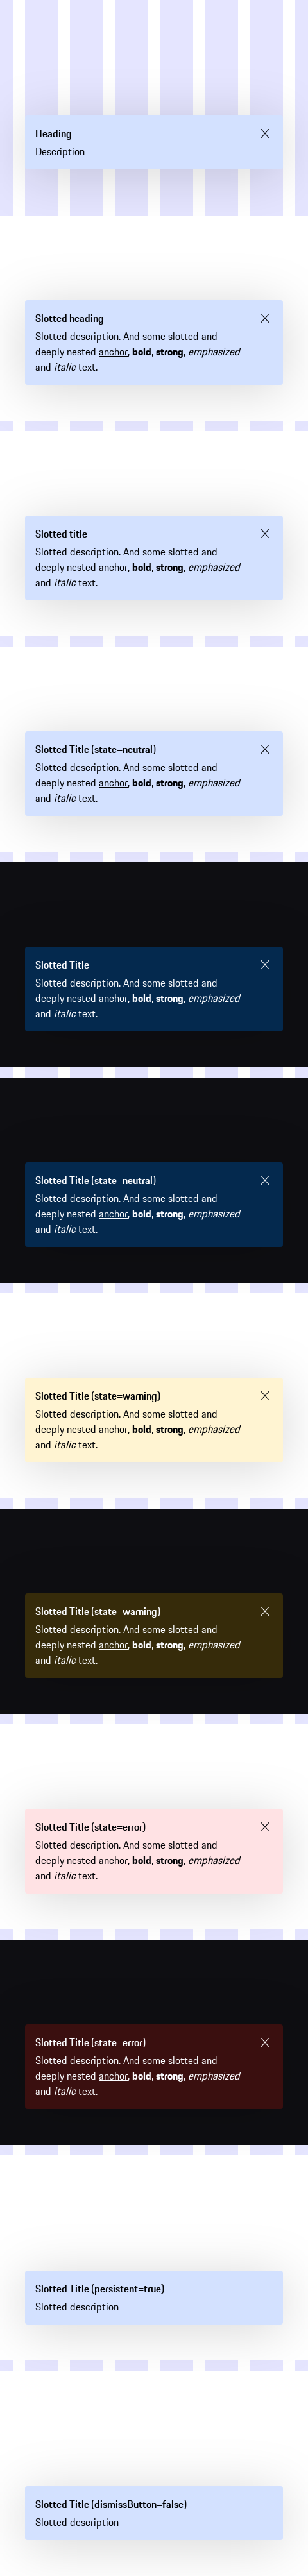 Heading
Description
Slotted heading
Slotted description. And some slotted and
deeply nested anchor, bold, strong, emphasized
and italic text.
Slotted title
Slotted description. And some slotted and
deeply nested anchor, bold, strong, emphasized
and italic text.
Slotted Title (state=neutral)
Slotted description. And some slotted and
deeply nested anchor, bold, strong, emphasized
and italic text.
Slotted Title
Slotted description. And some slotted and
deeply nested anchor, bold, strong, emphasized
and italic text.
Slotted Title (state=neutral)
Slotted description. And some slotted and
deeply nested anchor, bold, strong, emphasized
and italic text.
Slotted Title (state=warning)
Slotted description. And some slotted and
deeply nested anchor, bold, strong, emphasized
and italic text.
Slotted Title (state=warning)
Slotted description. And some slotted and
deeply nested anchor, bold, strong, emphasized
and italic text.
Slotted Title (state=error)
Slotted description. And some slotted and
deeply nested anchor, bold, strong, emphasized
and italic text.
Slotted Title (state=error)
Slotted description. And some slotted and
deeply nested anchor, bold, strong, emphasized
and italic text.
Slotted Title (persistent=true)
Slotted description
Slotted Title (dismissButton=false)
Slotted description